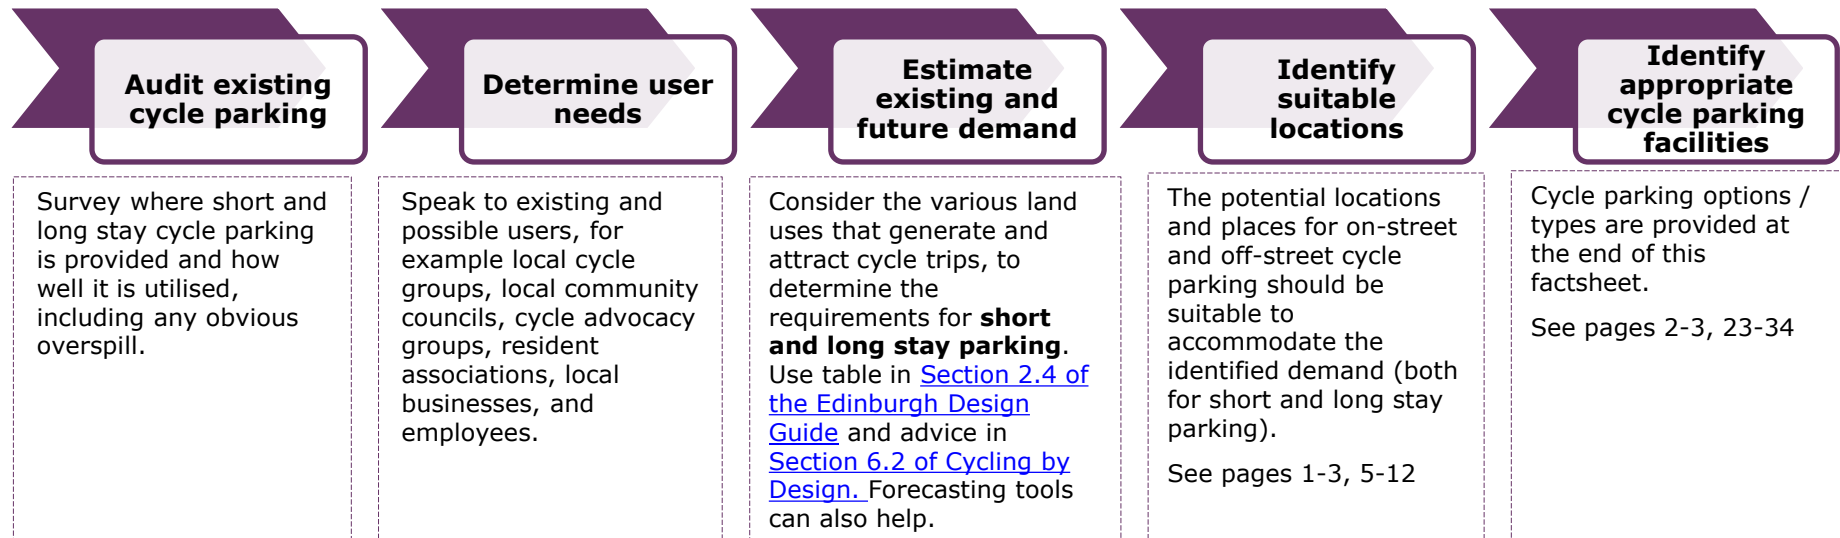 Audit existing
cycle parking
Survey where short and
long stay cycle parking
is provided and how
well it is utilised,
including any obvious
overspill.
Determine user
needs
Speak to existing and
possible users, for
example local cycle
groups, local community
councils, cycle advocacy
groups, resident
associations, local
businesses, and
employees.
Estimate
existing and
future demand
Consider the various land
uses that generate and
attract cycle trips, to
determine the
requirements for short
and long stay parking.
Use table in Section 2.4 of
the Edinburgh Design
Guide and advice in
Section 6.2 of Cycling by
Design. Forecasting tools
can also help.
Identify
suitable
locations
The potential locations
and places for on-street
and off-street cycle
parking should be
suitable to
accommodate the
identified demand (both
for short and long stay
parking).
See pages 1-3, 5-12
Identify
appropriate
cycle parking
facilities
Cycle parking options /
types are provided at
the end of this
factsheet.
See pages 2-3, 23-34